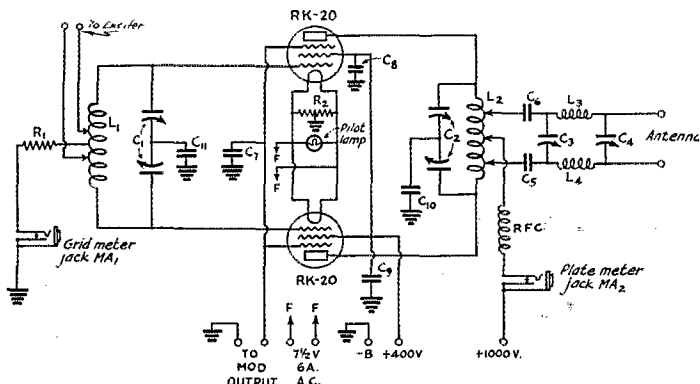 To Exciter
RK-20
C8
R1
L1
C1
C11
C7
R2
Pilot
lamp
F
F
C2
L2
C6
L3
C3
C4
Antenna
C5
L4
C10
RFC
Grid meter
jack MA1
RK-20
C9
Plate meter
jack MA2
F F
TO
MOD
OUTPUT
7½V
6A.
A.C.
-B
+400V
+1000V.